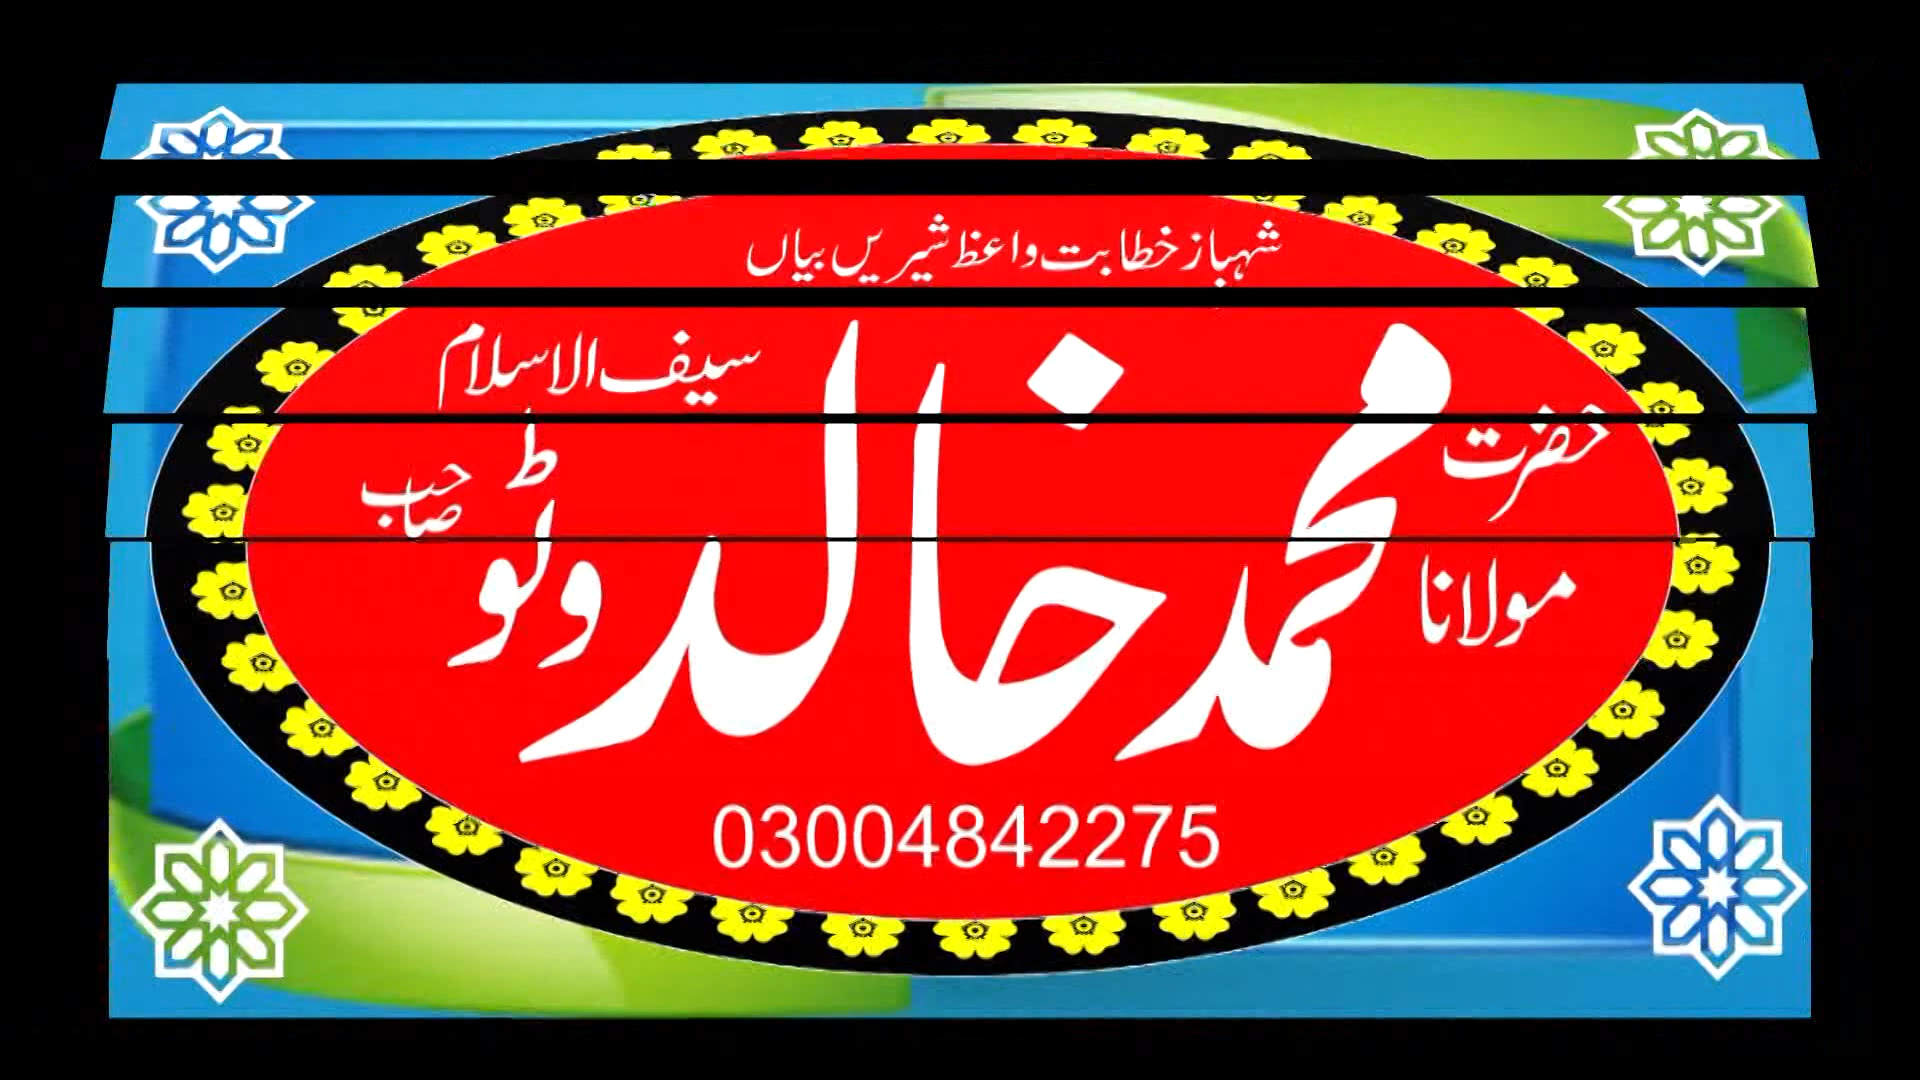 شہباز خطابت واعظ شیریں بیاں
سیف الاسلام
حضرت مولانا محمد خالد وٹو صاحب
03004842275